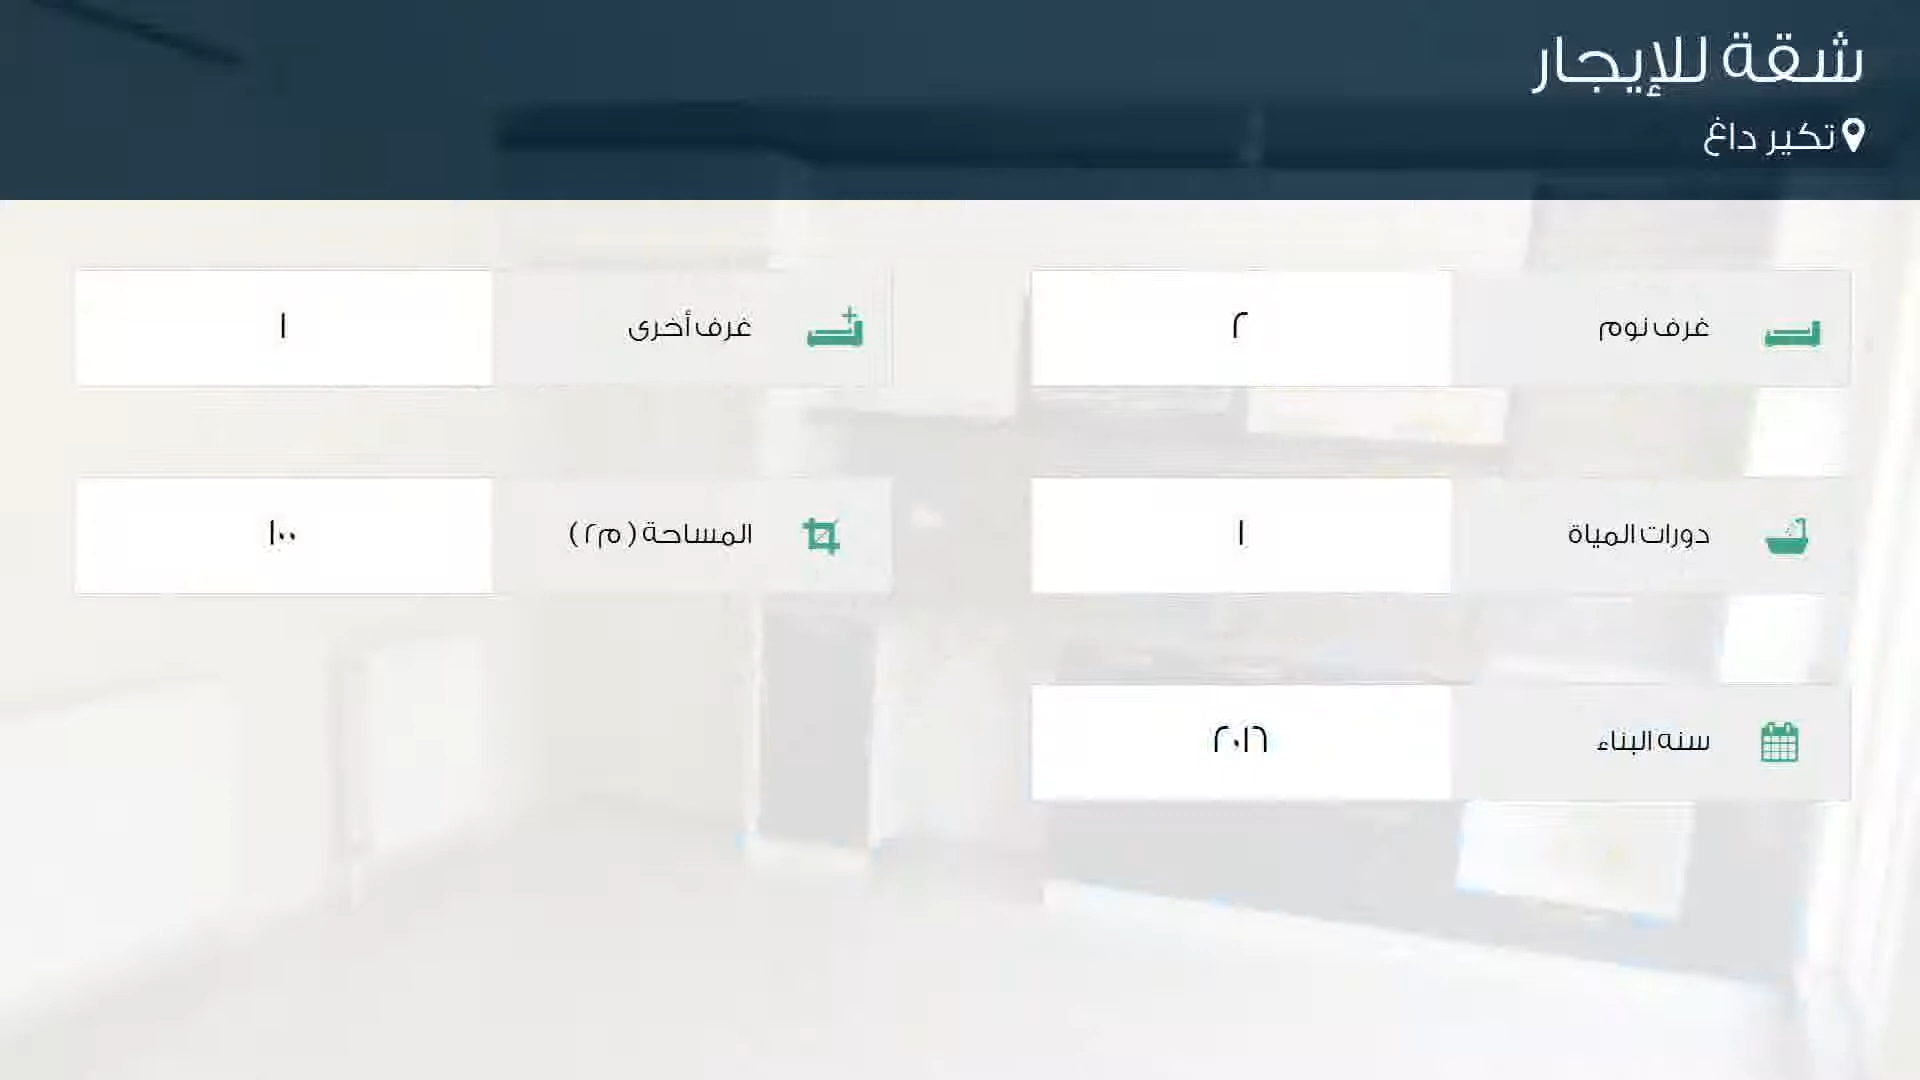 شقة للإيجار
تكير داغ
غرف نوم
٢
غرف أخرى
١
دورات المياة
١
المساحة (م٢)
١٠٠
سنه البناء
٢٠١٦